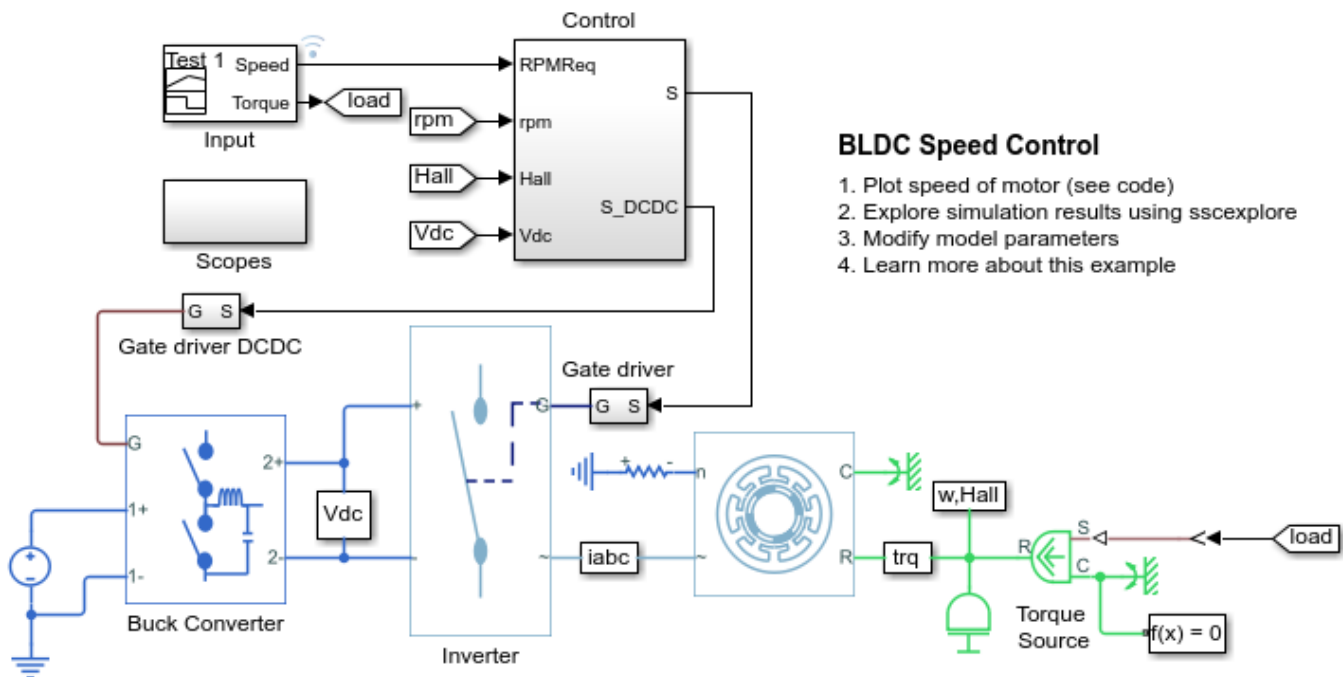 Control
Test 1
Speed
Torque
load
Input
RPMReq
rpm
rpm
Hall
Hall
Vdc
Vdc
S
S_DCDC
Scopes
BLDC Speed Control
1. Plot speed of motor (see code)
2. Explore simulation results using sscexplore
3. Modify model parameters
4. Learn more about this example
G S
Gate driver DCDC
Gate driver
G G S
G
1+
1-
2+
2-
Buck Converter
Vdc
+
-
~
Inverter
+ -
iabc
n
~
C
R
trq
w,Hall
R
S
C
load
Torque
Source
f(x) = 0